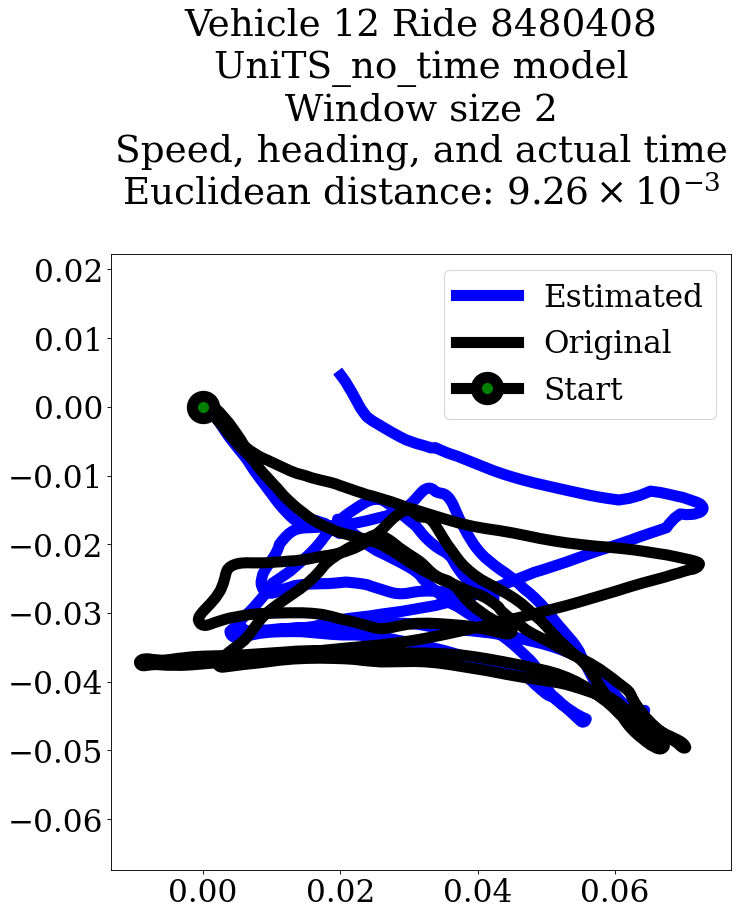 Vehicle 12 Ride 8480408
UniTS_no_time model
Window size 2
Speed, heading, and actual time
Euclidean distance: 9.26 × 10⁻³
Estimated
Original
Start
0.02
0.01
0.00
−0.01
−0.02
−0.03
−0.04
−0.05
−0.06
0.00 0.02 0.04 0.06